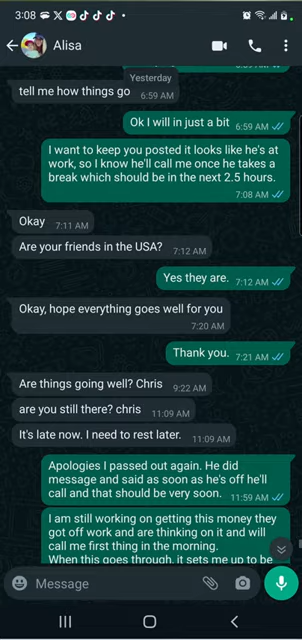 3:08
Alisa
Yesterday
tell me how things go 6:59 AM
Ok I will in just a bit 6:59 AM
I want to keep you posted it looks like he's at
work, so I know he'll call me once he takes a
break which should be in the next 2.5 hours.
7:08 AM
Okay 7:11 AM
Are your friends in the USA? 7:12 AM
Yes they are. 7:12 AM
Okay, hope everything goes well for you
7:20 AM
Thank you. 7:21 AM
Are things going well? Chris 9:22 AM
are you still there? chris 11:09 AM
It's late now. I need to rest later. 11:09 AM
Apologies I passed out again. He did
message and said as soon as he's off he'll
call and that should be very soon. 11:59 AM
I am still working on getting this money they
got off work and are thinking on it and will
call me first thing in the morning.
When this goes through, it sets me up to be
Message